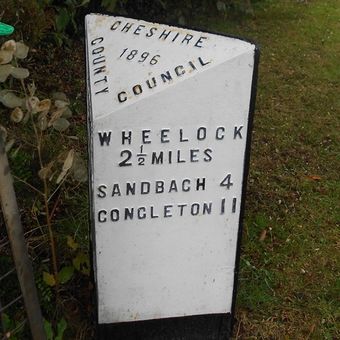 CHESHIRE
1896
COUNTY
COUNCIL
WHEELOCK
2½ MILES
SANDBACH 4
CONGLETON 11